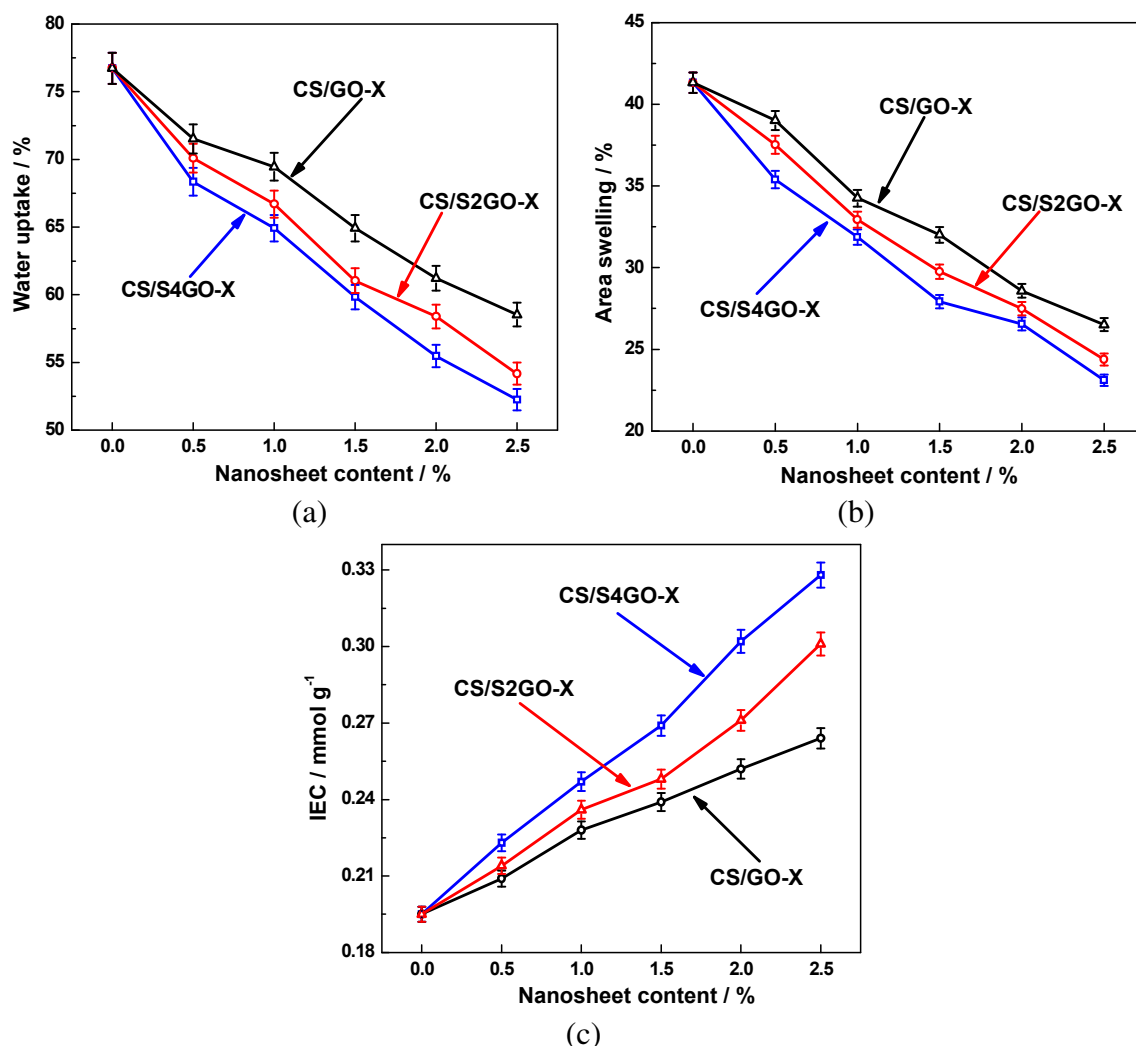 80
75
70
65
60
55
50
Water uptake / %
CS/GO-X
CS/S2GO-X
CS/S4GO-X
0.0 0.5 1.0 1.5 2.0 2.5
Nanosheet content / %
(a)
45
40
35
30
25
20
Area swelling / %
CS/GO-X
CS/S2GO-X
CS/S4GO-X
0.0 0.5 1.0 1.5 2.0 2.5
Nanosheet content / %
(b)
0.33
0.30
0.27
0.24
0.21
0.18
IEC / mmol g⁻¹
CS/S4GO-X
CS/S2GO-X
CS/GO-X
0.0 0.5 1.0 1.5 2.0 2.5
Nanosheet content / %
(c)